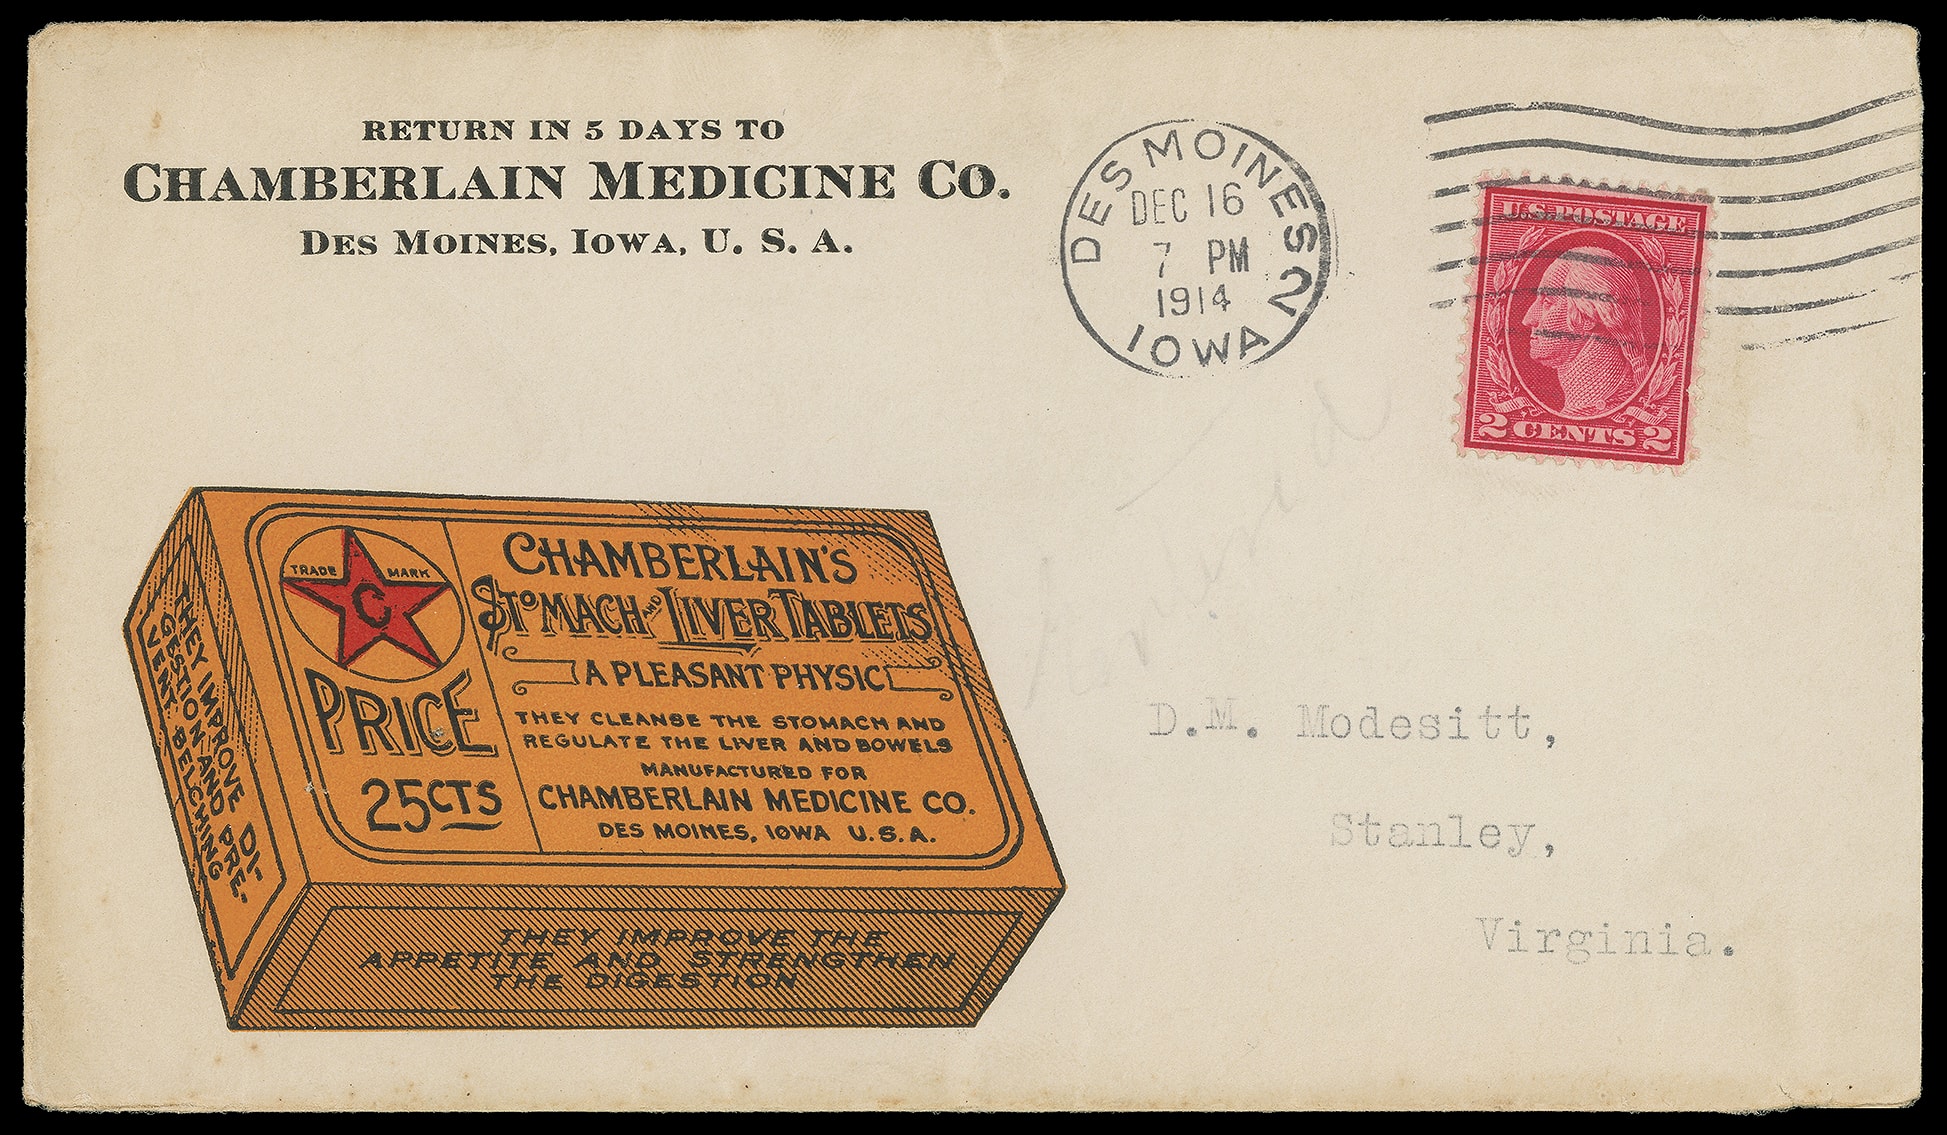 RETURN IN 5 DAYS TO
CHAMBERLAIN MEDICINE CO.
DES MOINES, IOWA, U. S. A.
DES MOINES 2
DEC 16
7 PM
1914
IOWA
U.S. POSTAGE
2 CENTS 2
TRADE MARK
C
PRICE
25CTS
CHAMBERLAIN'S
STOMACH AND LIVER TABLETS
A PLEASANT PHYSIC
THEY CLEANSE THE STOMACH AND
REGULATE THE LIVER AND BOWELS
MANUFACTURED FOR
CHAMBERLAIN MEDICINE CO.
DES MOINES, IOWA U.S.A.
THEY IMPROVE DI-
GESTION AND PRE-
VENT BELCHING
THEY IMPROVE THE
APPETITE AND STRENGTHEN
THE DIGESTION
D.M. Modesitt,
Stanley,
Virginia.